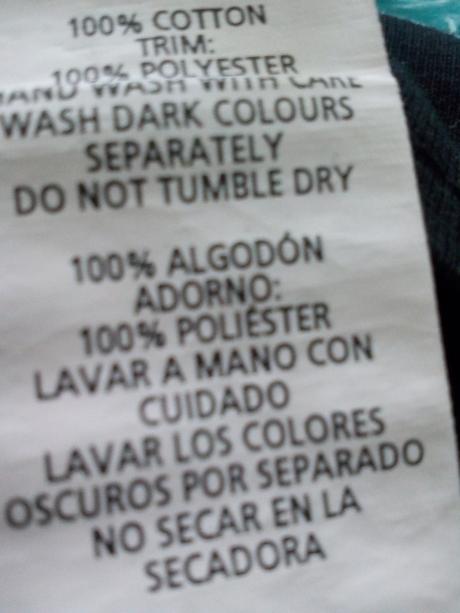 100% COTTON
TRIM:
100% POLYESTER
HAND WASH WITH CARE
WASH DARK COLOURS
SEPARATELY
DO NOT TUMBLE DRY
100% ALGODÓN
ADORNO:
100% POLIÉSTER
LAVAR A MANO CON
CUIDADO
LAVAR LOS COLORES
OSCUROS POR SEPARADO
NO SECAR EN LA
SECADORA